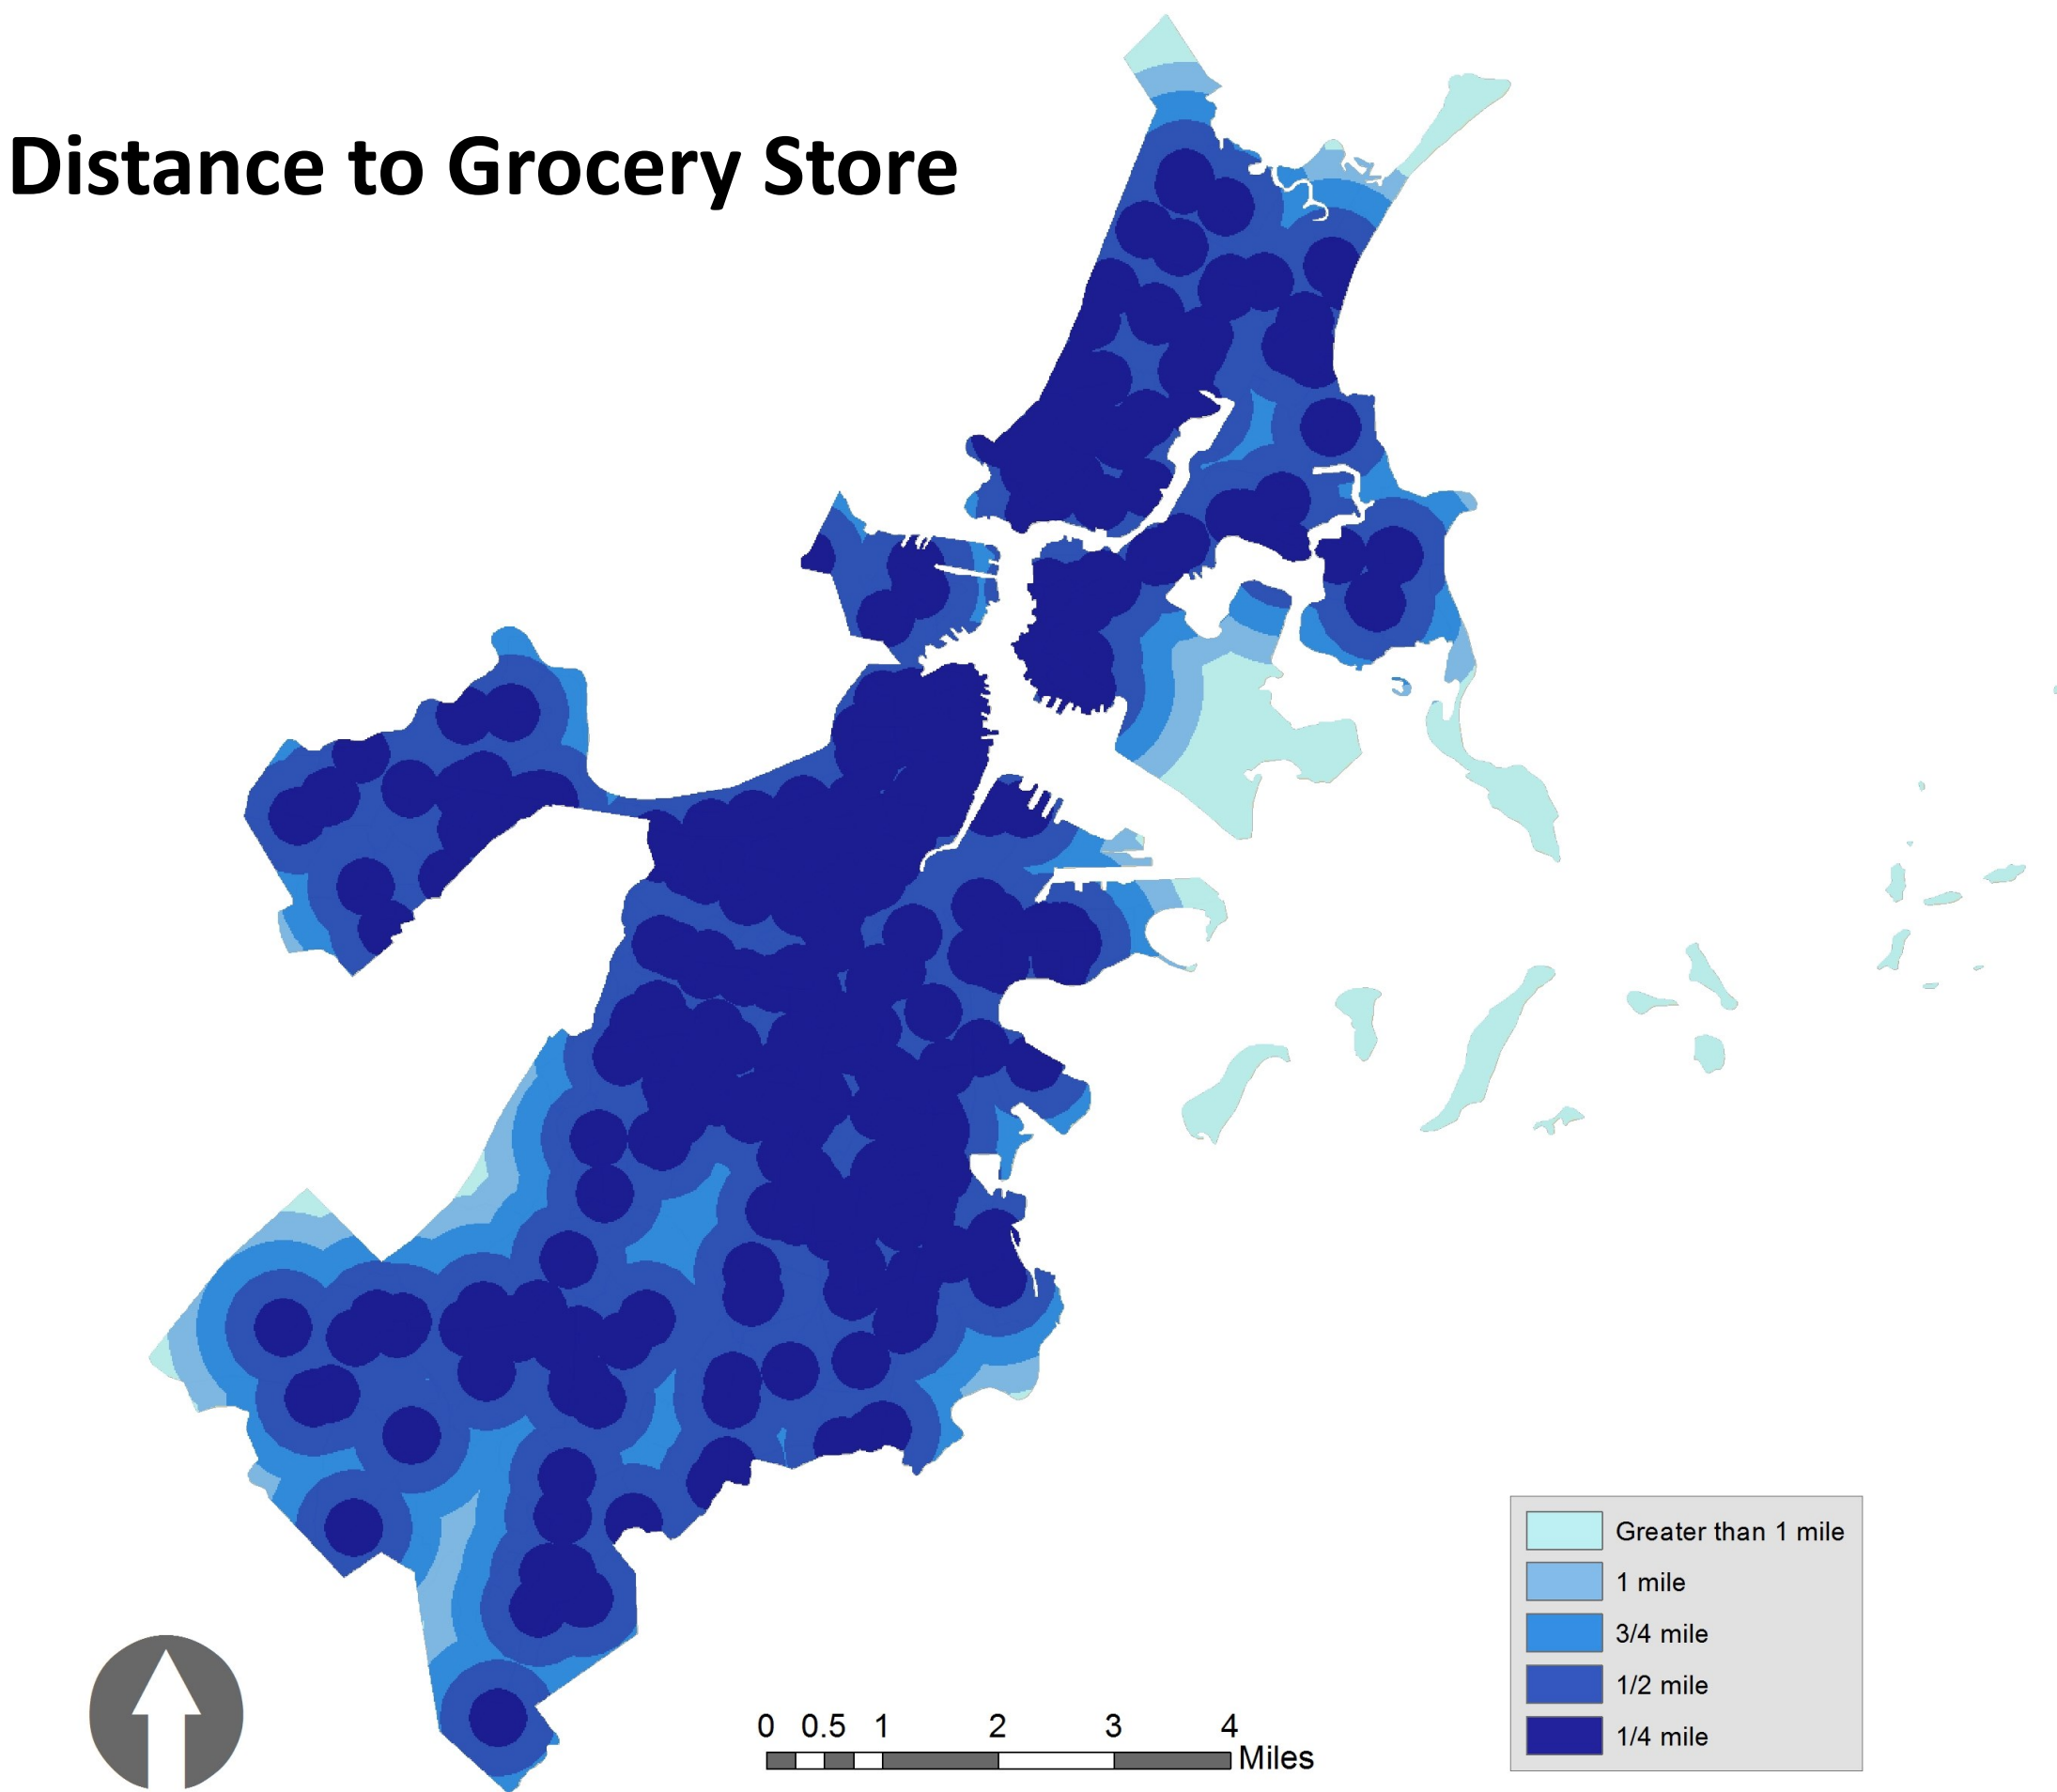 Distance to Grocery Store
Greater than 1 mile
1 mile
3/4 mile
1/2 mile
1/4 mile
0 0.5 1 2 3 4
Miles